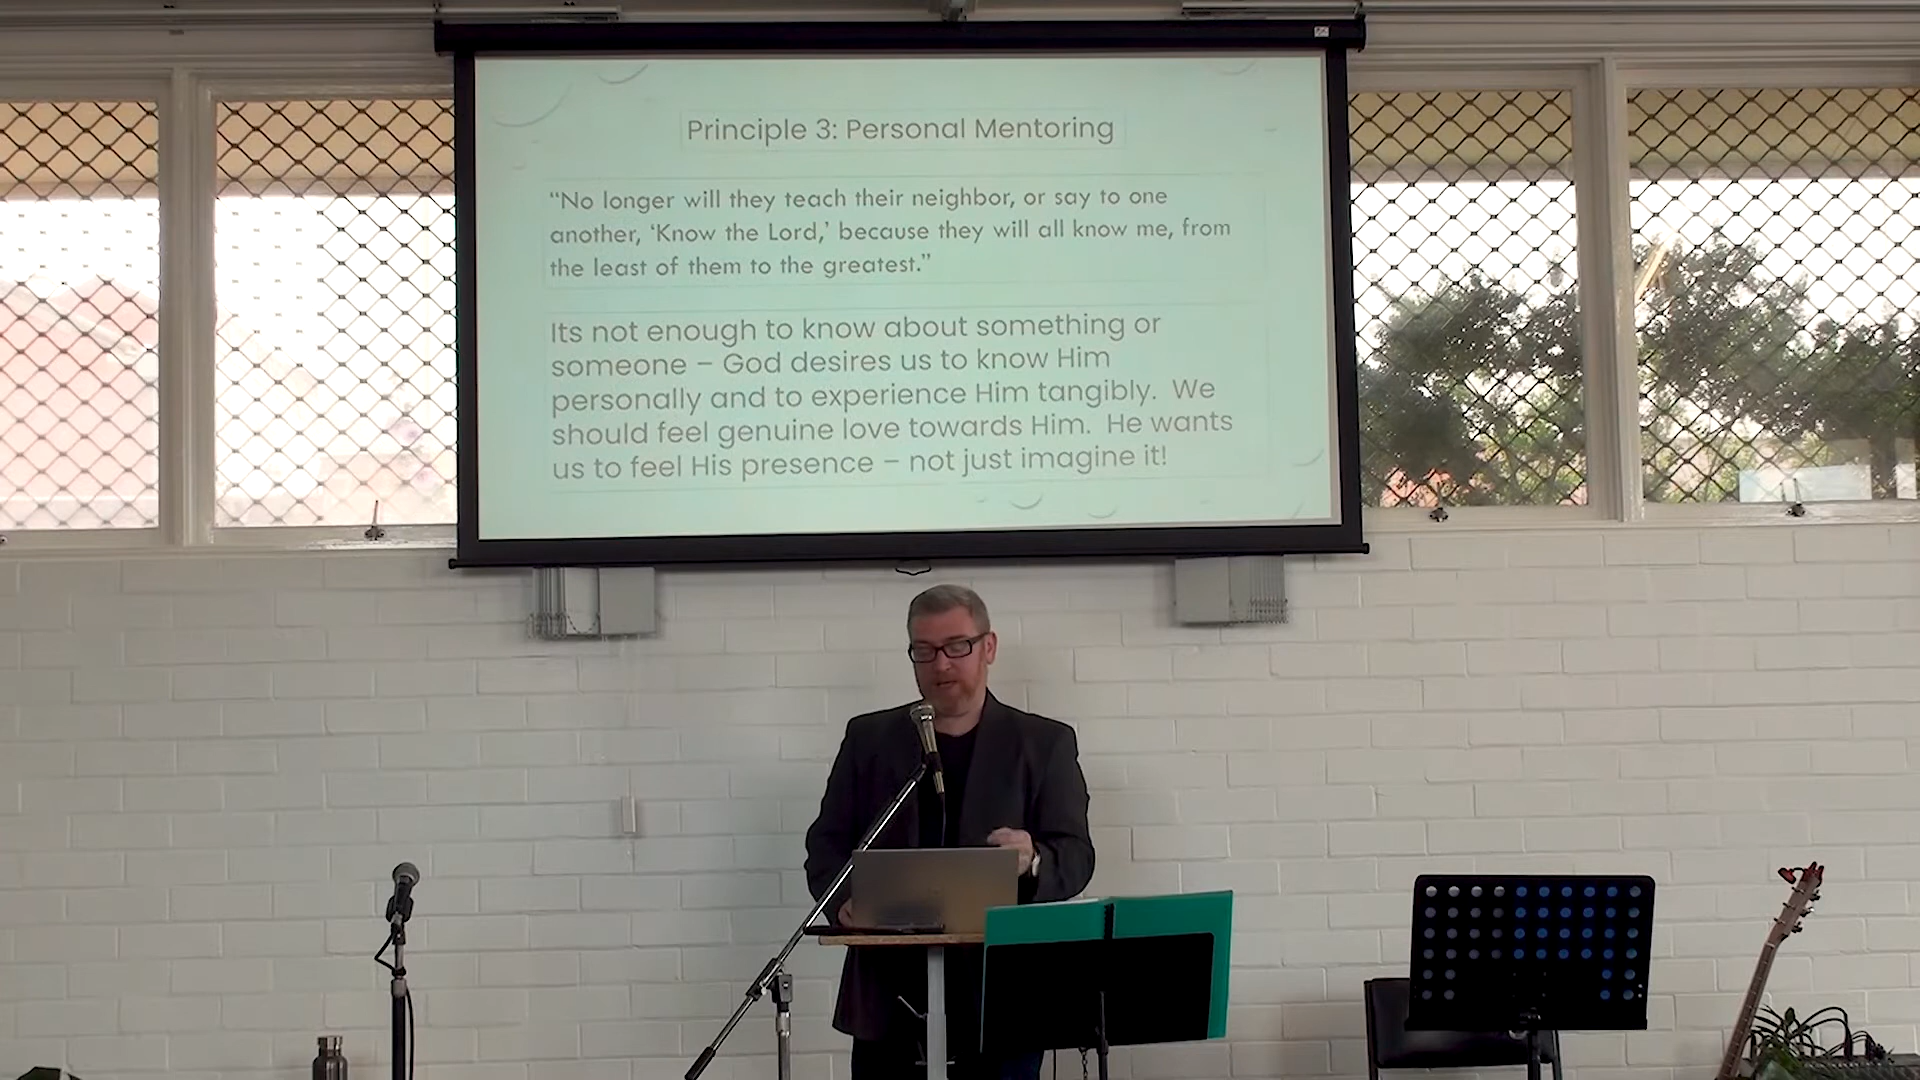 Principle 3: Personal Mentoring
“No longer will they teach their neighbor, or say to one
another, ‘Know the Lord,’ because they will all know me, from
the least of them to the greatest.”
Its not enough to know about something or
someone – God desires us to know Him
personally and to experience Him tangibly.  We
should feel genuine love towards Him.  He wants
us to feel His presence – not just imagine it!